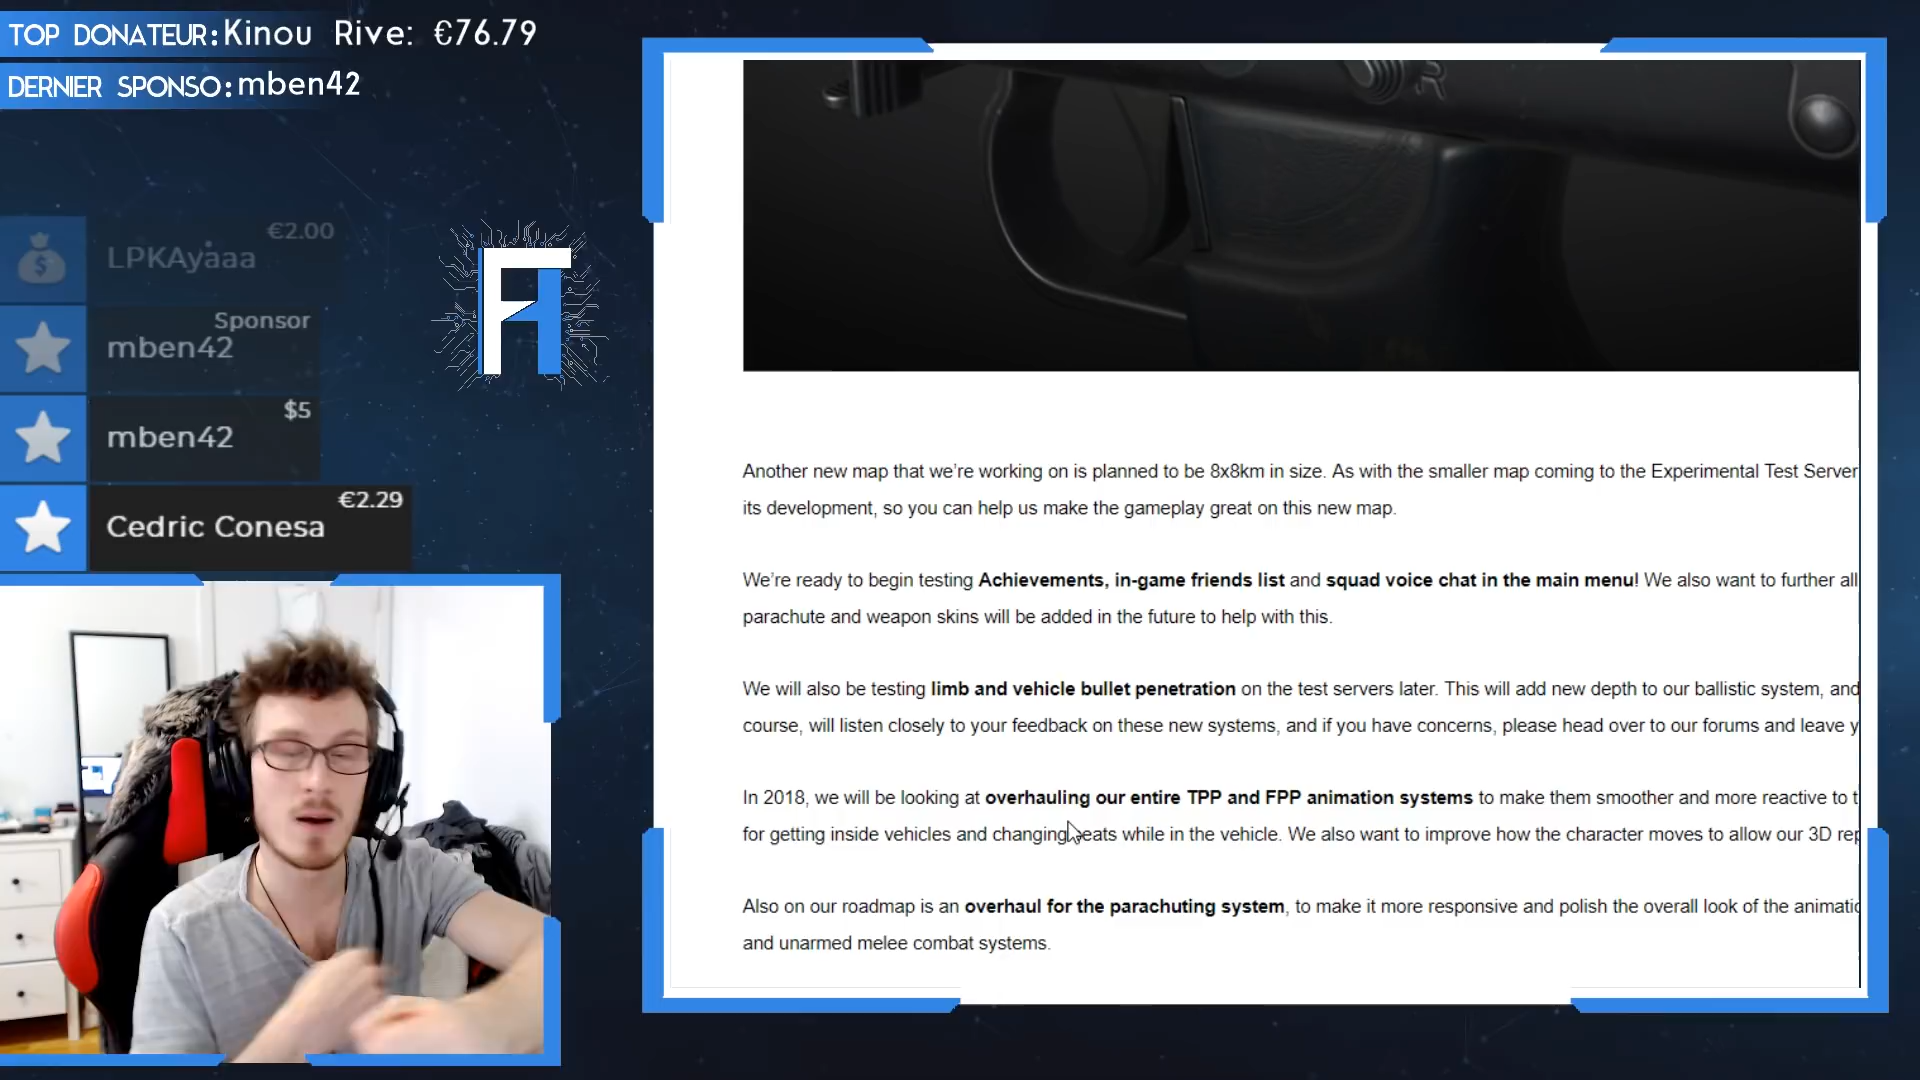 TOP DONATEUR:Kinou Rive: €76.79
DERNIER SPONSO:mben42
€2.00
LPKAyaaa
Sponsor
mben42
$5
mben42
€2.29
Cedric Conesa
R
Another new map that we’re working on is planned to be 8x8km in size. As with the smaller map coming to the Experimental Test Server
its development, so you can help us make the gameplay great on this new map.
We’re ready to begin testing Achievements, in-game friends list and squad voice chat in the main menu! We also want to further all
parachute and weapon skins will be added in the future to help with this.
We will also be testing limb and vehicle bullet penetration on the test servers later. This will add new depth to our ballistic system, and
course, will listen closely to your feedback on these new systems, and if you have concerns, please head over to our forums and leave y
In 2018, we will be looking at overhauling our entire TPP and FPP animation systems to make them smoother and more reactive to t
for getting inside vehicles and changing seats while in the vehicle. We also want to improve how the character moves to allow our 3D rep
Also on our roadmap is an overhaul for the parachuting system, to make it more responsive and polish the overall look of the animatio
and unarmed melee combat systems.